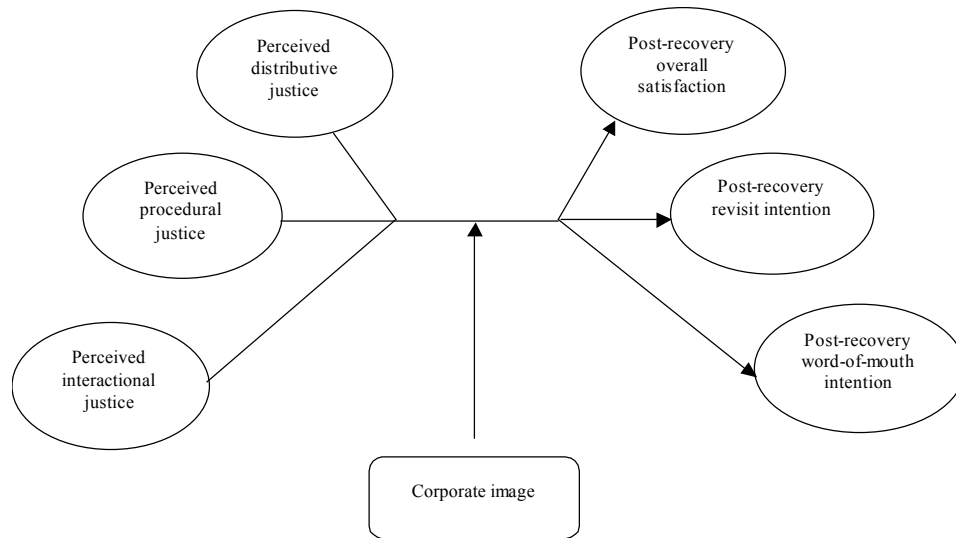 Perceived
distributive
justice
Post-recovery
overall
satisfaction
Perceived
procedural
justice
Post-recovery
revisit intention
Perceived
interactional
justice
Post-recovery
word-of-mouth
intention
Corporate image